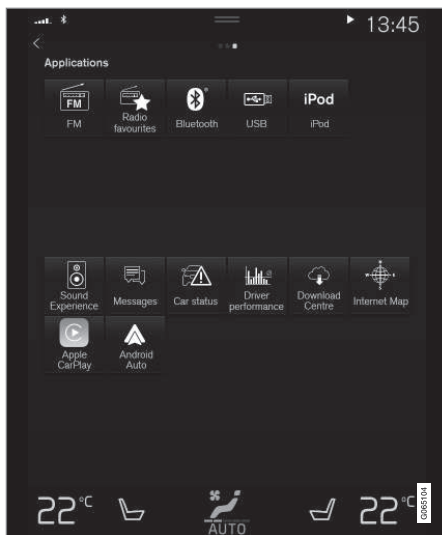 13:45
Applications
FM
iPod
FM
Radio
favourites
Bluetooth
USB
iPod
Sound
Experience
Messages
Car status
Driver
performance
Download
Centre
Internet Map
Apple
CarPlay
Android
Auto
22°C
AUTO
22°C
G065104